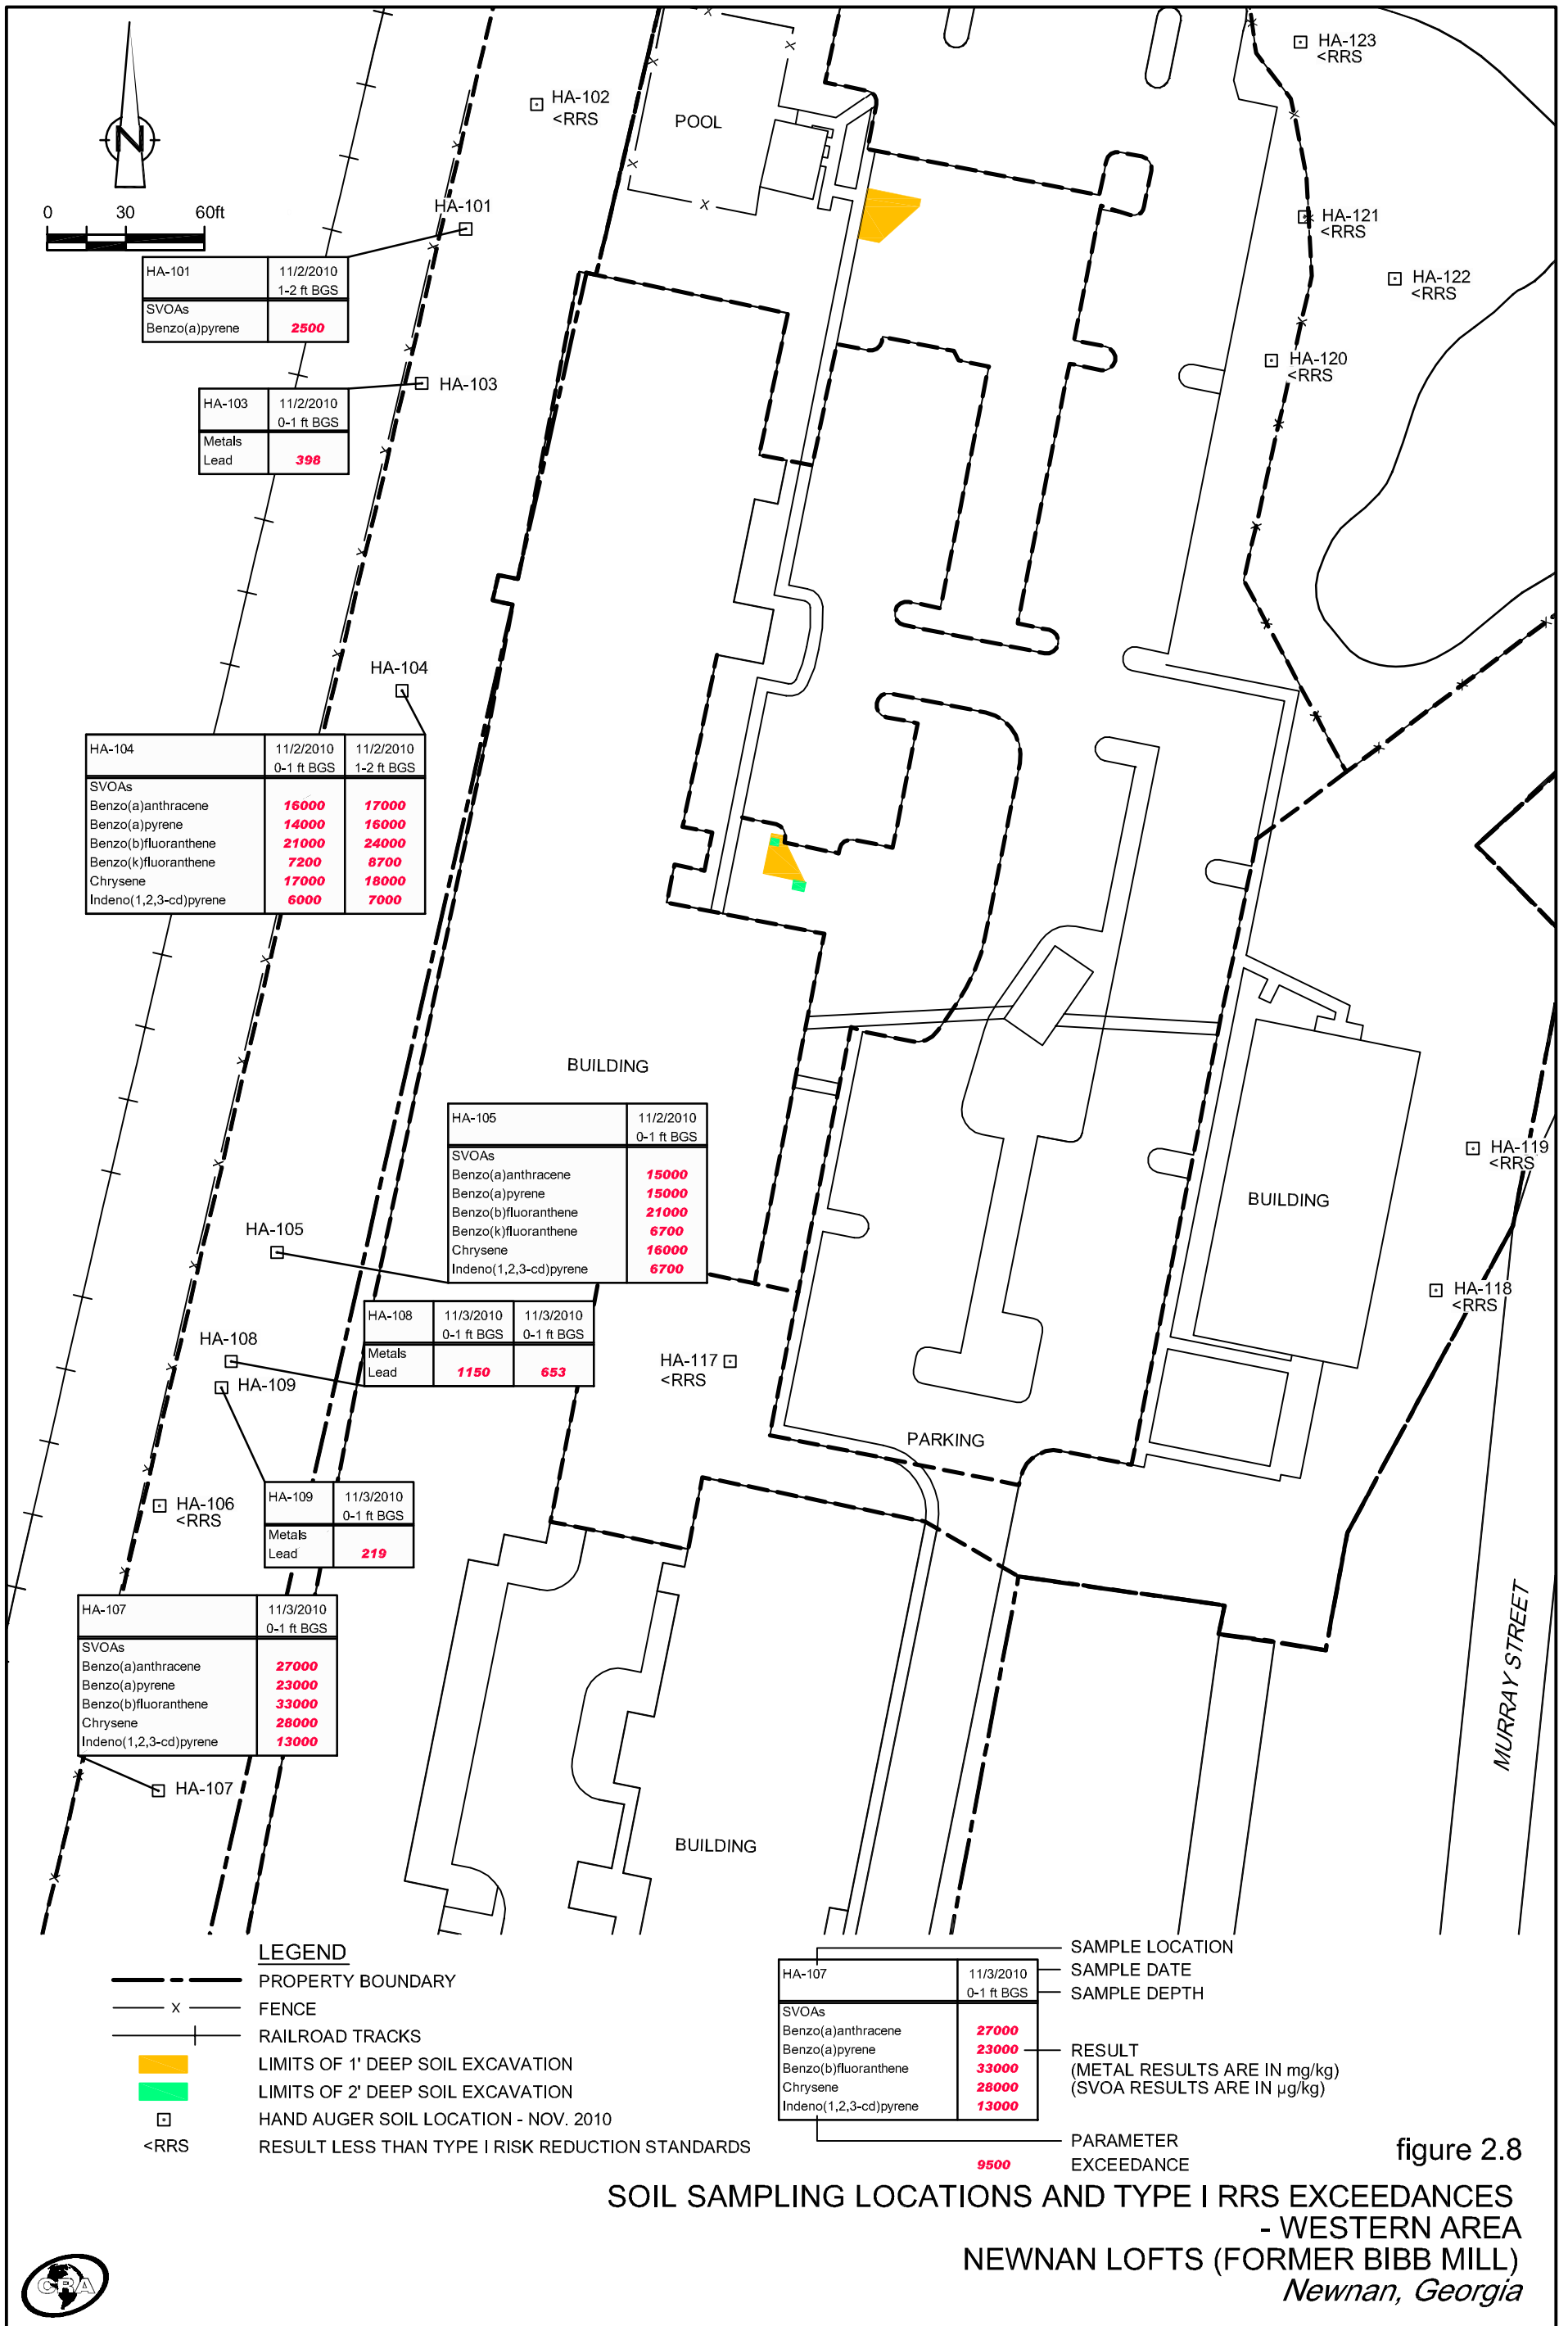 HA-123
<RRS
HA-102
<RRS
POOL
N
0 30 60ft
HA-101
HA-121
<RRS
HA-101 11/2/2010
1-2 ft BGS
SVOAs
Benzo(a)pyrene 2500
HA-122
<RRS
HA-120
<RRS
HA-103
HA-103 11/2/2010
0-1 ft BGS
Metals
Lead 398
HA-104
HA-104 11/2/2010 11/2/2010
0-1 ft BGS 1-2 ft BGS
SVOAs
Benzo(a)anthracene 16000 17000
Benzo(a)pyrene 14000 16000
Benzo(b)fluoranthene 21000 24000
Benzo(k)fluoranthene 7200 8700
Chrysene 17000 18000
Indeno(1,2,3-cd)pyrene 6000 7000
BUILDING
HA-105 11/2/2010
0-1 ft BGS
SVOAs
Benzo(a)anthracene 15000
Benzo(a)pyrene 15000
Benzo(b)fluoranthene 21000
Benzo(k)fluoranthene 6700
Chrysene 16000
Indeno(1,2,3-cd)pyrene 6700
HA-119
<RRS
BUILDING
HA-105
HA-118
<RRS
HA-108 11/3/2010 11/3/2010
0-1 ft BGS 0-1 ft BGS
Metals
Lead 1150 653
HA-108
HA-109
HA-117
<RRS
PARKING
HA-109 11/3/2010
0-1 ft BGS
Metals
Lead 219
HA-106
<RRS
HA-107 11/3/2010
0-1 ft BGS
SVOAs
Benzo(a)anthracene 27000
Benzo(a)pyrene 23000
Benzo(b)fluoranthene 33000
Chrysene 28000
Indeno(1,2,3-cd)pyrene 13000
MURRAY STREET
HA-107
BUILDING
LEGEND
PROPERTY BOUNDARY
X FENCE
RAILROAD TRACKS
LIMITS OF 1' DEEP SOIL EXCAVATION
LIMITS OF 2' DEEP SOIL EXCAVATION
HAND AUGER SOIL LOCATION - NOV. 2010
<RRS RESULT LESS THAN TYPE I RISK REDUCTION STANDARDS
SAMPLE LOCATION
HA-107 11/3/2010 SAMPLE DATE
0-1 ft BGS SAMPLE DEPTH
SVOAs
Benzo(a)anthracene 27000
Benzo(a)pyrene 23000 RESULT
Benzo(b)fluoranthene 33000 (METAL RESULTS ARE IN mg/kg)
Chrysene 28000 (SVOA RESULTS ARE IN µg/kg)
Indeno(1,2,3-cd)pyrene 13000
PARAMETER
9500 EXCEEDANCE
figure 2.8
SOIL SAMPLING LOCATIONS AND TYPE I RRS EXCEEDANCES
- WESTERN AREA
NEWNAN LOFTS (FORMER BIBB MILL)
Newnan, Georgia
CRA